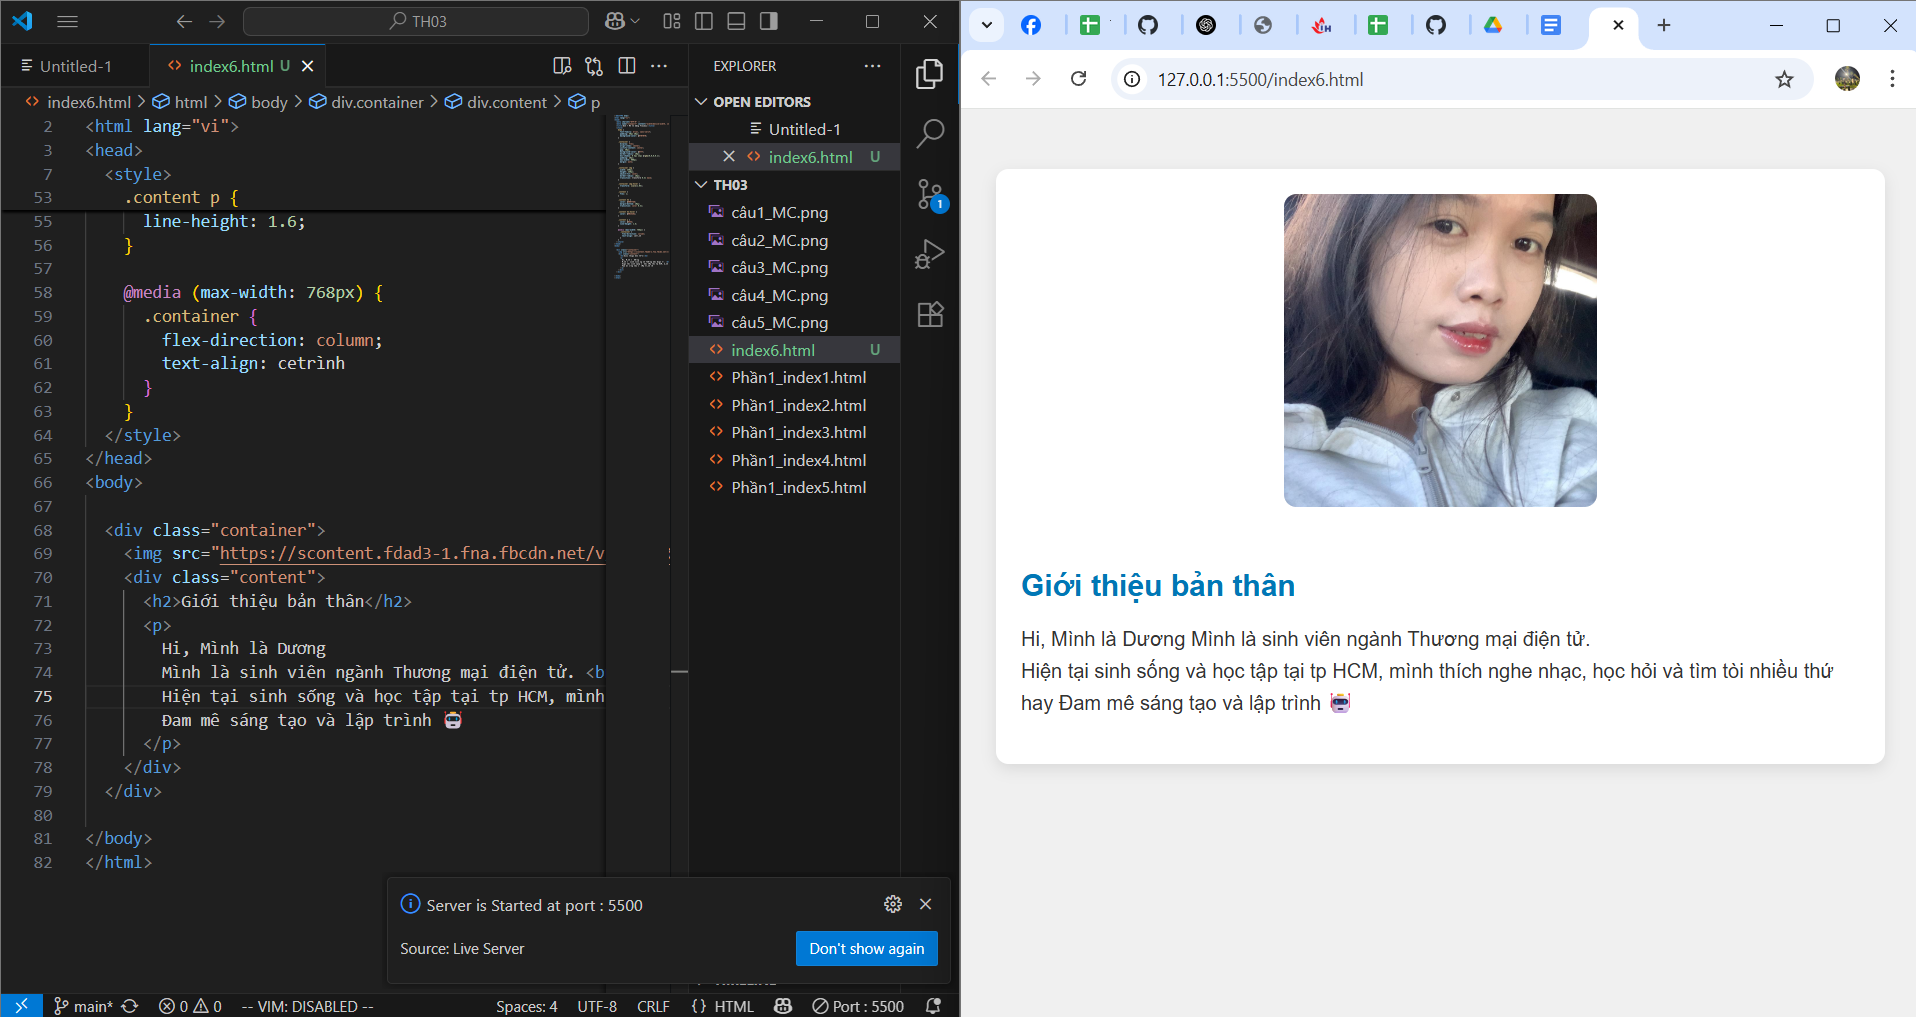 TH03
Untitled-1
index6.html U
index6.html > html > body > div.container > div.content > p
2 <html lang="vi">
3 <head>
7 <style>
53 .content p {
55 line-height: 1.6;
56 }
57
58 @media (max-width: 768px) {
59 .container {
60 flex-direction: column;
61 text-align: cetrình
62 }
63 }
64 </style>
65 </head>
66 <body>
67
68 <div class="container">
69 <img src="https://scontent.fdad3-1.fna.fbcdn.net/v
70 <div class="content">
71 <h2>Giới thiệu bản thân</h2>
72 <p>
73 Hi, Mình là Dương
74 Mình là sinh viên ngành Thương mại điện tử. <b
75 Hiện tại sinh sống và học tập tại tp HCM, mình
76 Đam mê sáng tạo và lập trình 🤖
77 </p>
78 </div>
79 </div>
80
81 </body>
82 </html>
EXPLORER
OPEN EDITORS
Untitled-1
index6.html U
TH03
câu1_MC.png
câu2_MC.png
câu3_MC.png
câu4_MC.png
câu5_MC.png
index6.html U
Phần1_index1.html
Phần1_index2.html
Phần1_index3.html
Phần1_index4.html
Phần1_index5.html
1
Server is Started at port : 5500
Source: Live Server
Don't show again
main* 0 0 -- VIM: DISABLED -- Spaces: 4 UTF-8 CRLF {} HTML Port : 5500
127.0.0.1:5500/index6.html
Giới thiệu bản thân
Hi, Mình là Dương Mình là sinh viên ngành Thương mại điện tử.
Hiện tại sinh sống và học tập tại tp HCM, mình thích nghe nhạc, học hỏi và tìm tòi nhiều thứ
hay Đam mê sáng tạo và lập trình 🤖